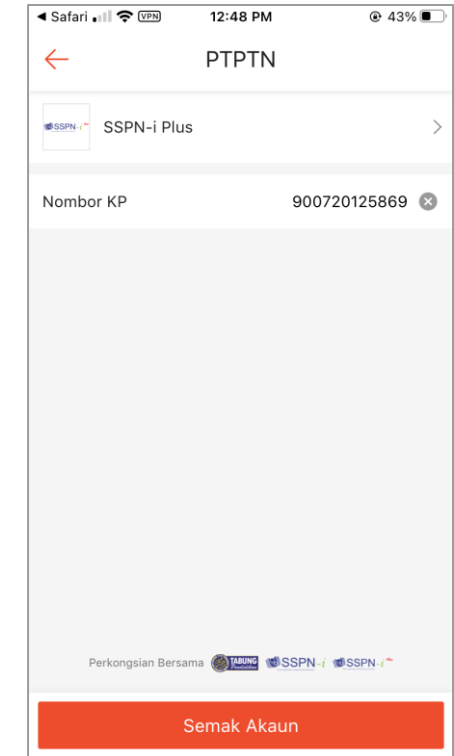 ◀ Safari VPN 12:48 PM 43%
PTPTN
SSPN-i SSPN-i Plus
Nombor KP 900720125869
Perkongsian Bersama TABUNG SSPN-i SSPN-i
Semak Akaun